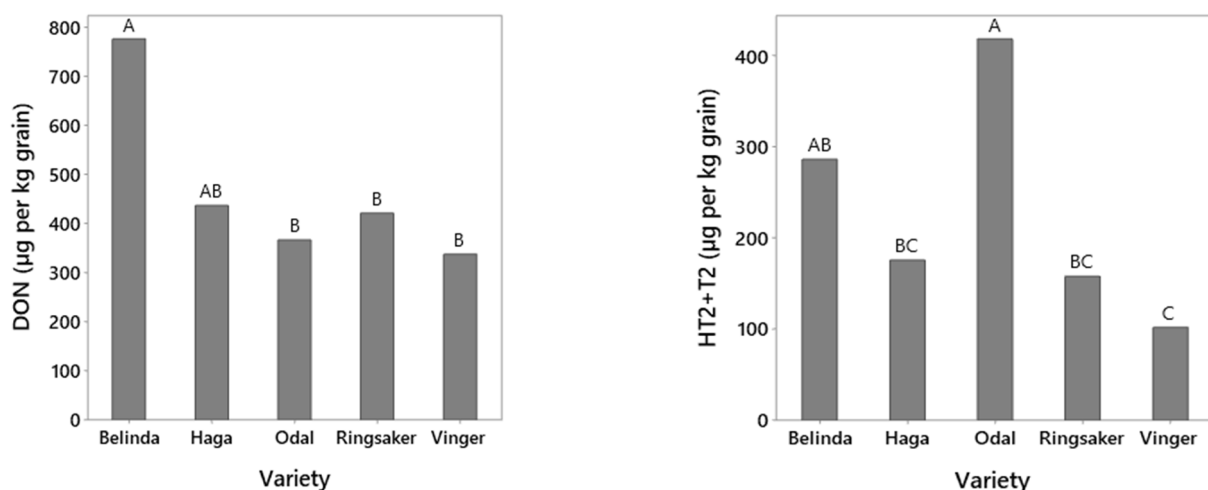 DON (µg per kg grain)
800
700
600
500
400
300
200
100
0
A
AB
B
B
B
Belinda Haga Odal Ringsaker Vinger
Variety
HT2+T2 (µg per kg grain)
400
300
200
100
0
AB
BC
A
BC
C
Belinda Haga Odal Ringsaker Vinger
Variety